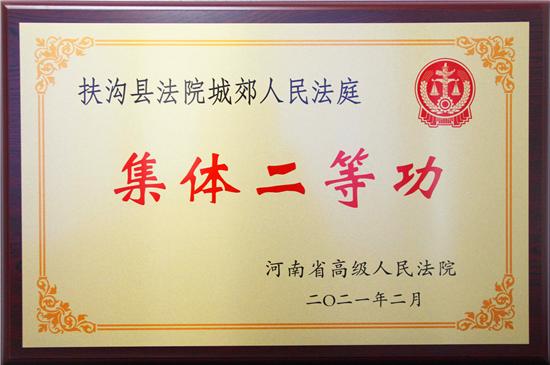 扶沟县法院城郊人民法庭
集体二等功
河南省高级人民法院
二〇二一年二月